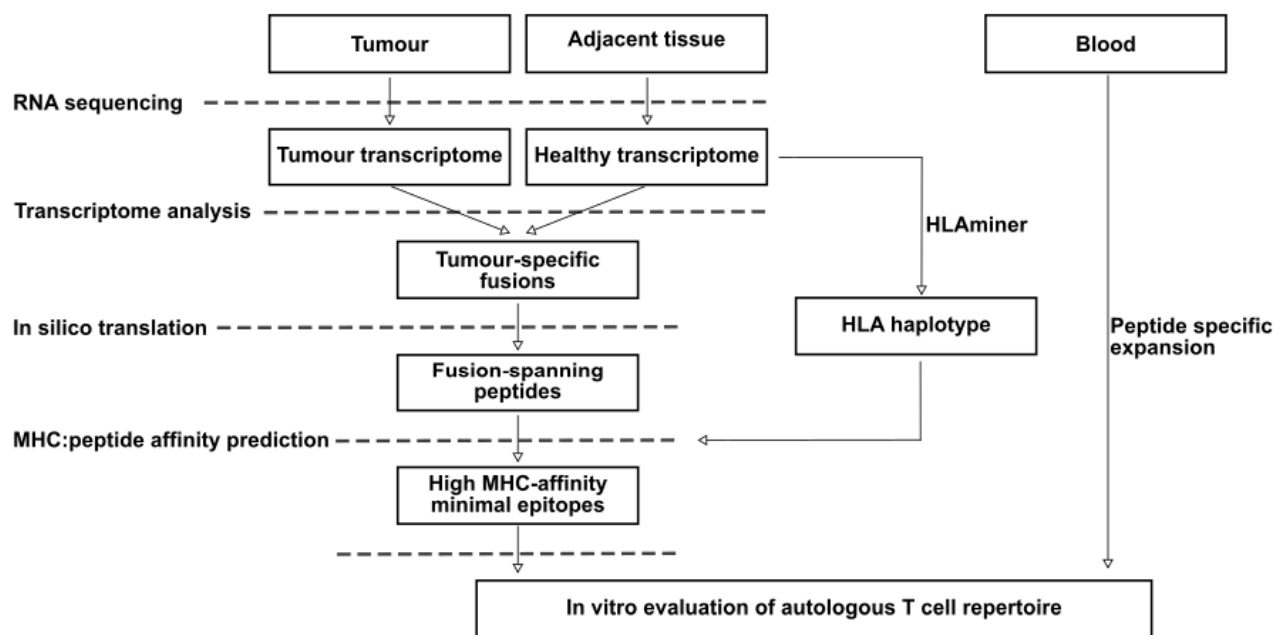 Tumour
Adjacent tissue
Blood
RNA sequencing
Tumour transcriptome
Healthy transcriptome
Transcriptome analysis
HLAminer
Tumour-specific
fusions
In silico translation
HLA haplotype
Peptide specific
expansion
Fusion-spanning
peptides
MHC:peptide affinity prediction
High MHC-affinity
minimal epitopes
In vitro evaluation of autologous T cell repertoire